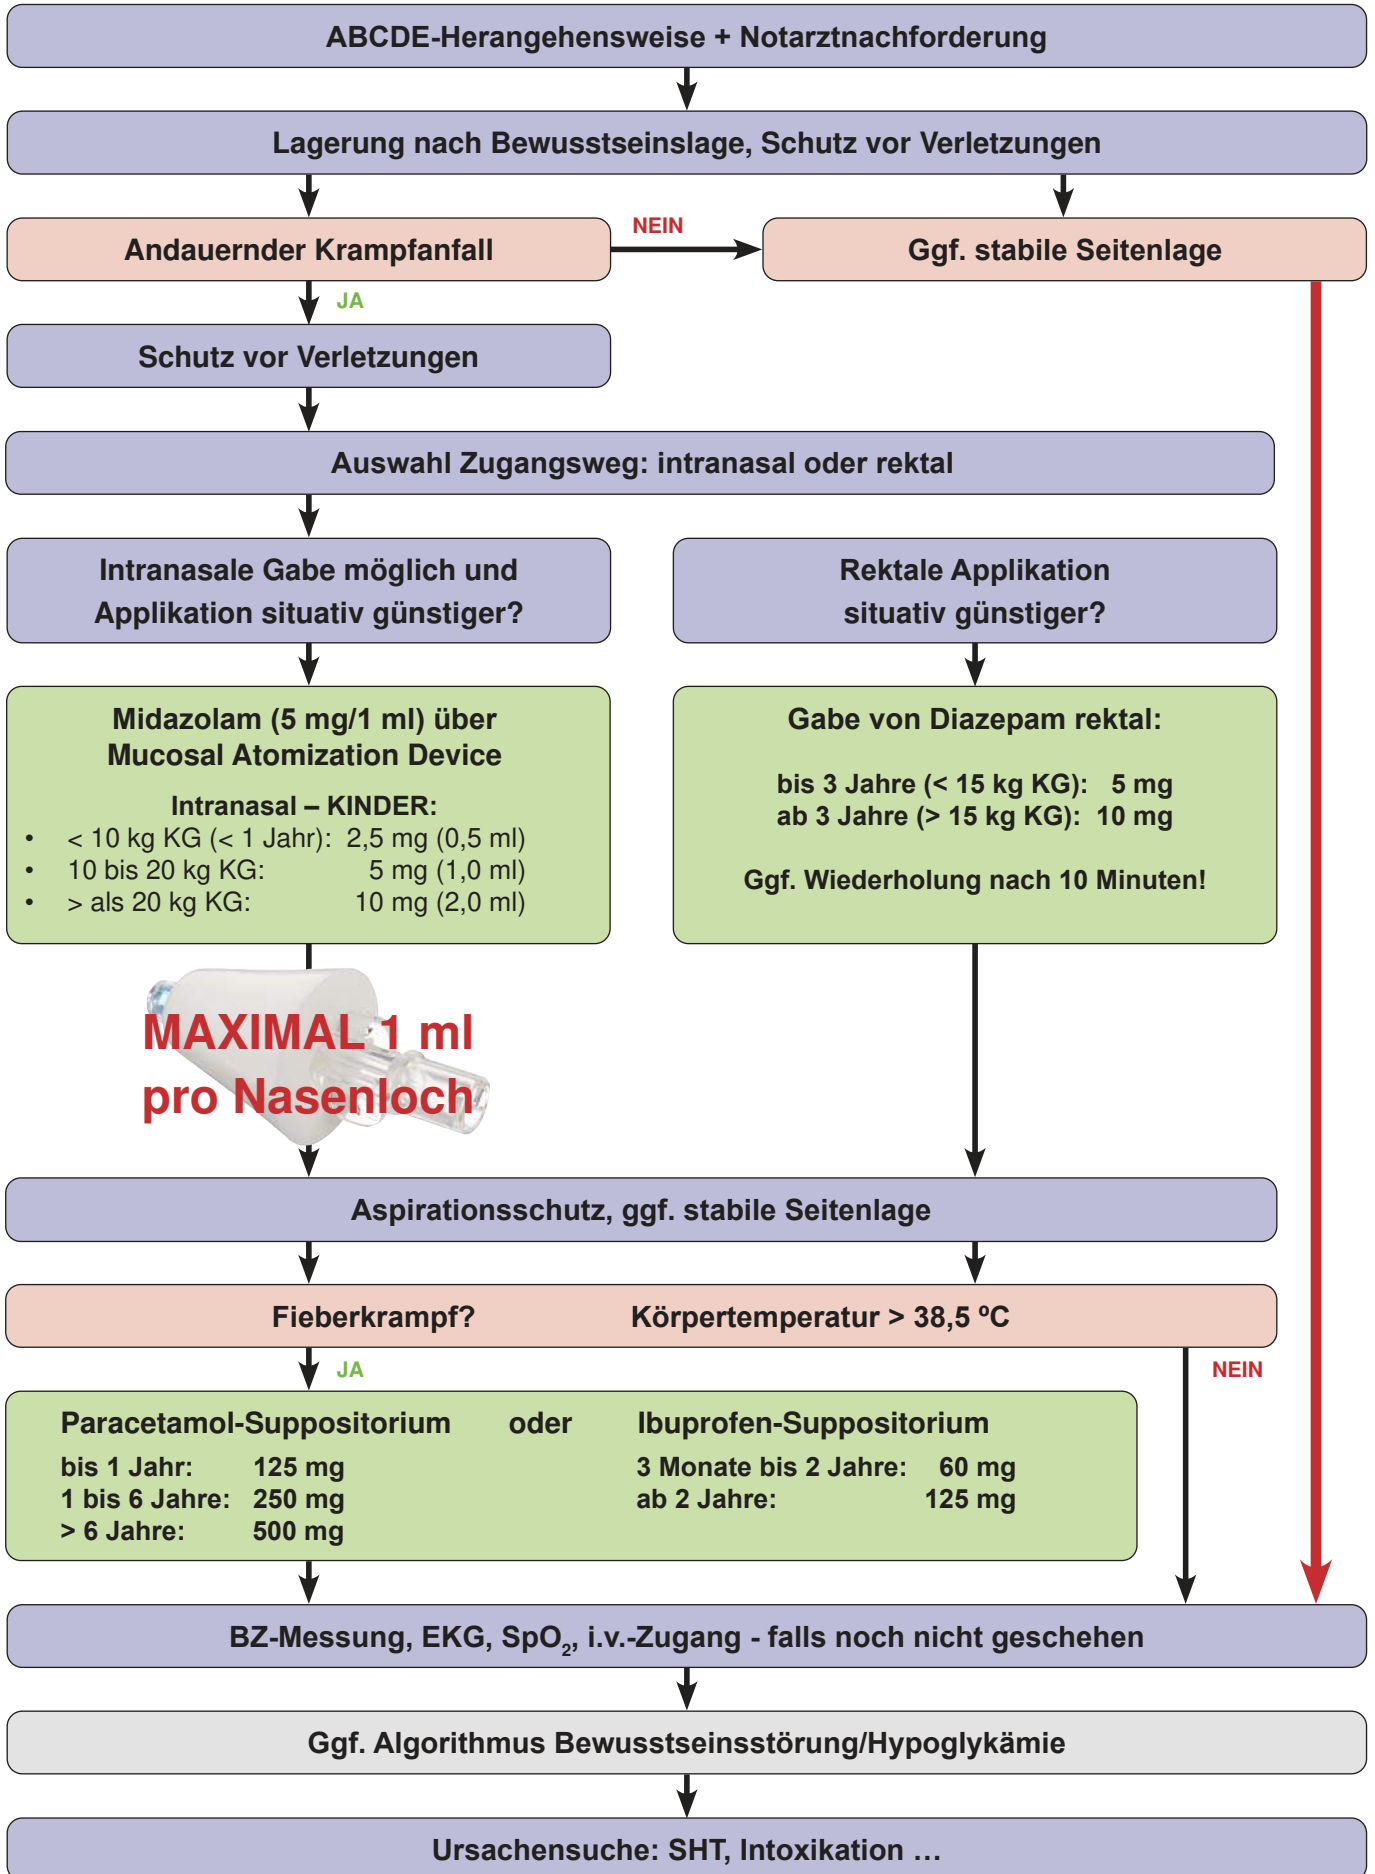 ABCDE-Herangehensweise + Notarztnachforderung
Lagerung nach Bewusstseinslage, Schutz vor Verletzungen
Andauernder Krampfanfall
NEIN
Ggf. stabile Seitenlage
JA
Schutz vor Verletzungen
Auswahl Zugangsweg: intranasal oder rektal
Intranasale Gabe möglich und
Applikation situativ günstiger?
Rektale Applikation
situativ günstiger?
Midazolam (5 mg/1 ml) über
Mucosal Atomization Device
Intranasal – KINDER:
• < 10 kg KG (< 1 Jahr): 2,5 mg (0,5 ml)
• 10 bis 20 kg KG: 5 mg (1,0 ml)
• > als 20 kg KG: 10 mg (2,0 ml)
Gabe von Diazepam rektal:
bis 3 Jahre (< 15 kg KG): 5 mg
ab 3 Jahre (> 15 kg KG): 10 mg
Ggf. Wiederholung nach 10 Minuten!
MAXIMAL 1 ml
pro Nasenloch
Aspirationsschutz, ggf. stabile Seitenlage
Fieberkrampf? Körpertemperatur > 38,5 ºC
JA
NEIN
Paracetamol-Suppositorium oder Ibuprofen-Suppositorium
bis 1 Jahr: 125 mg
1 bis 6 Jahre: 250 mg
> 6 Jahre: 500 mg
3 Monate bis 2 Jahre: 60 mg
ab 2 Jahre: 125 mg
BZ-Messung, EKG, SpO₂, i.v.-Zugang - falls noch nicht geschehen
Ggf. Algorithmus Bewusstseinsstörung/Hypoglykämie
Ursachensuche: SHT, Intoxikation …